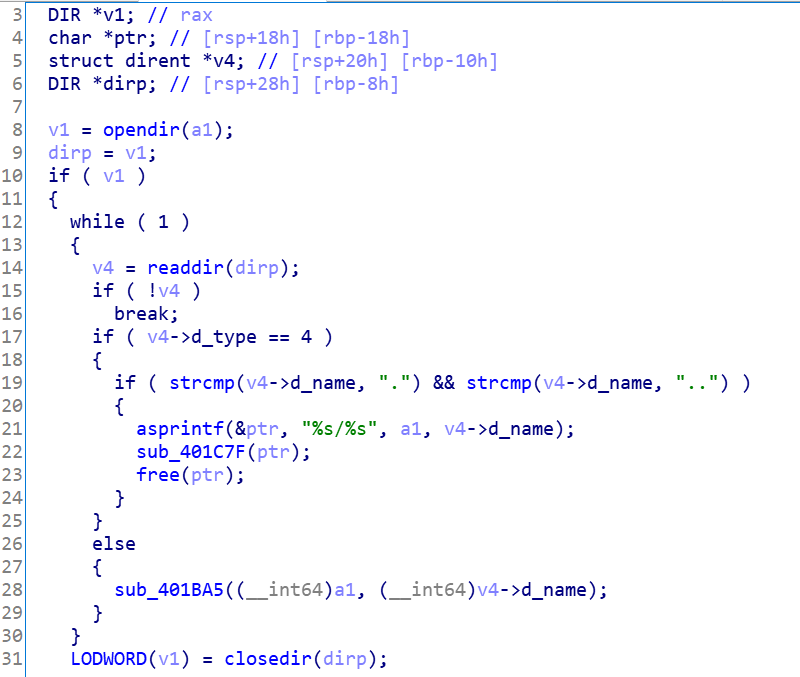 3 DIR *v1; // rax
4 char *ptr; // [rsp+18h] [rbp-18h]
5 struct dirent *v4; // [rsp+20h] [rbp-10h]
6 DIR *dirp; // [rsp+28h] [rbp-8h]
7
8 v1 = opendir(a1);
9 dirp = v1;
10 if ( v1 )
11 {
12 while ( 1 )
13 {
14 v4 = readdir(dirp);
15 if ( !v4 )
16 break;
17 if ( v4->d_type == 4 )
18 {
19 if ( strcmp(v4->d_name, ".") && strcmp(v4->d_name, "..") )
20 {
21 asprintf(&ptr, "%s/%s", a1, v4->d_name);
22 sub_401C7F(ptr);
23 free(ptr);
24 }
25 }
26 else
27 {
28 sub_401BA5((__int64)a1, (__int64)v4->d_name);
29 }
30 }
31 LODWORD(v1) = closedir(dirp);